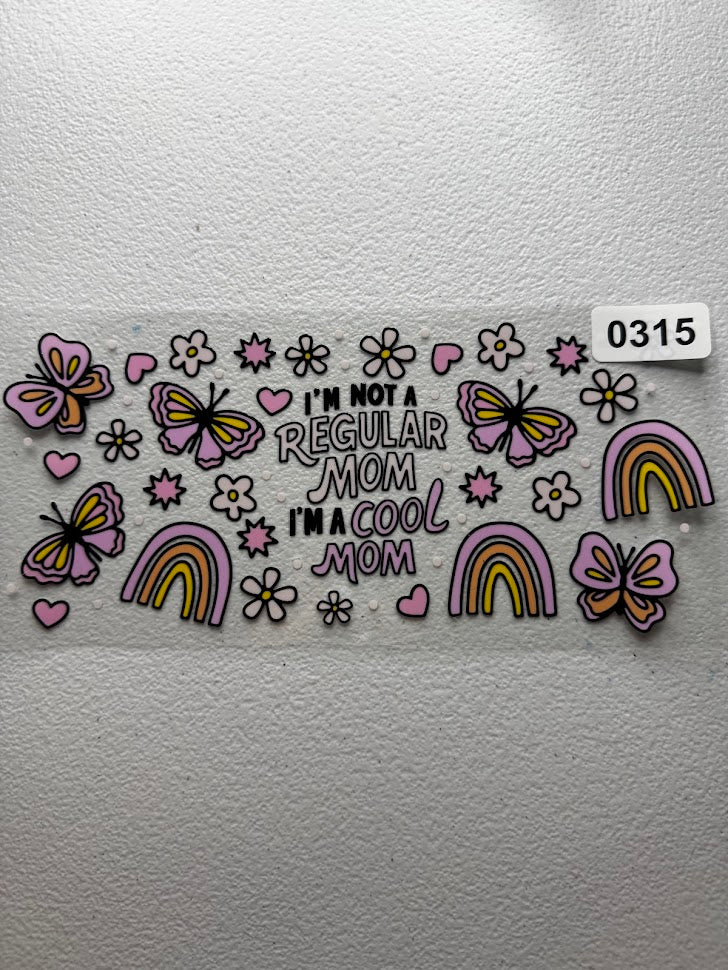 0315
I'M NOT A
REGULAR
MOM
I'M A COOL
MOM